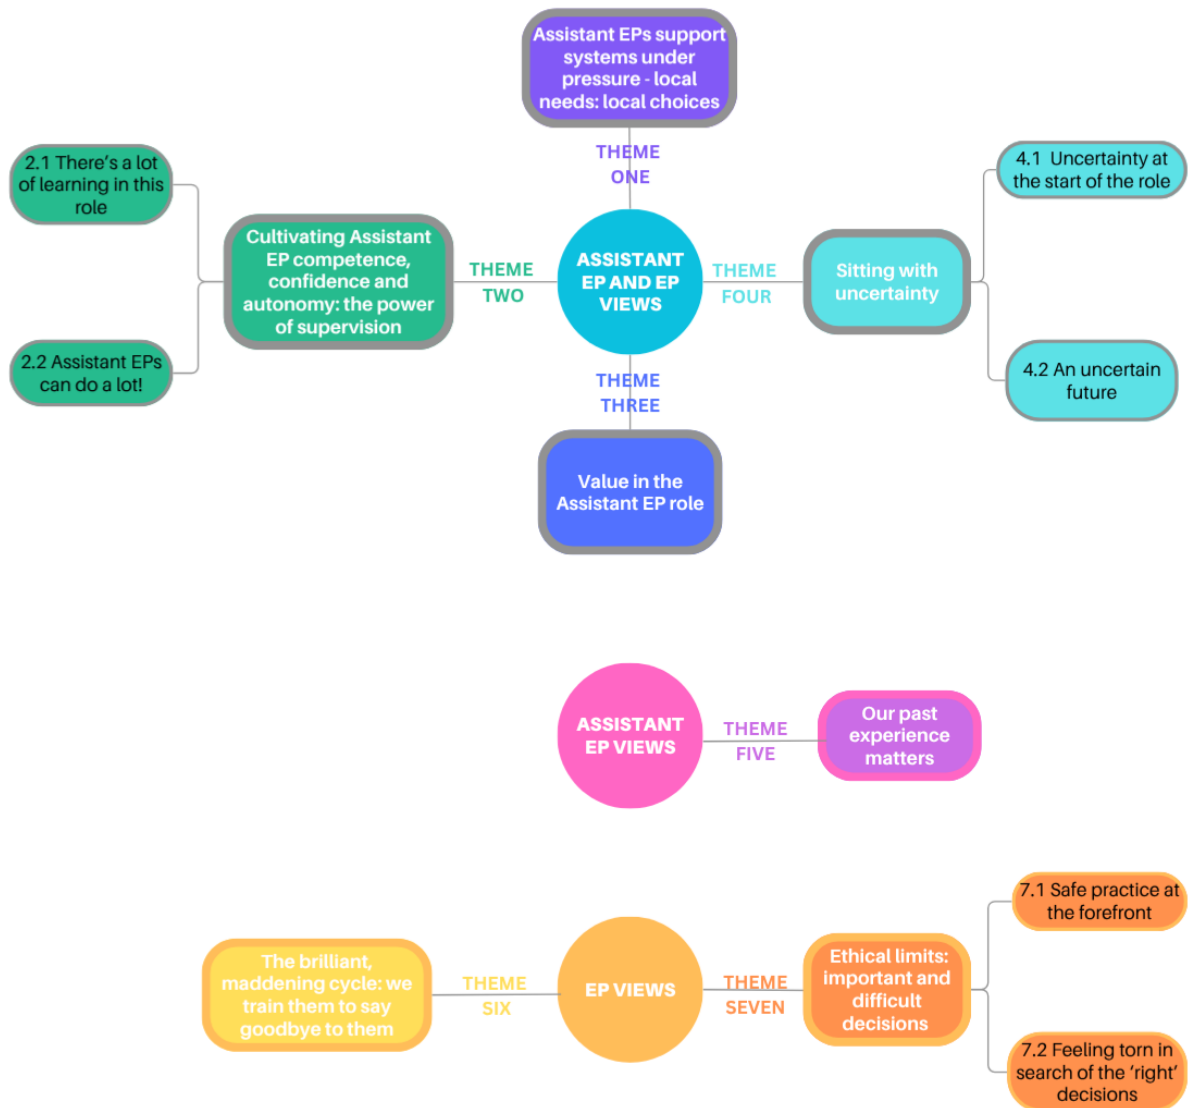 Assistant EPs support
systems under
pressure - local
needs: local choices
THEME
ONE
2.1 There's a lot
of learning in this
role
2.2 Assistant EPs
can do a lot!
Cultivating Assistant
EP competence,
confidence and
autonomy: the power
of supervision
THEME
TWO
ASSISTANT
EP AND EP
VIEWS
THEME
FOUR
Sitting with
uncertainty
4.1 Uncertainty at
the start of the role
4.2 An uncertain
future
THEME
THREE
Value in the
Assistant EP role
ASSISTANT
EP VIEWS
THEME
FIVE
Our past
experience
matters
The brilliant,
maddening cycle: we
train them to say
goodbye to them
THEME
SIX
EP VIEWS
THEME
SEVEN
Ethical limits:
important and
difficult
decisions
7.1 Safe practice at
the forefront
7.2 Feeling torn in
search of the ‘right’
decisions